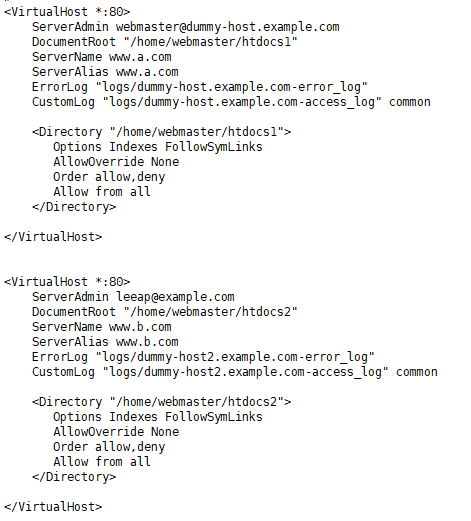 <VirtualHost *:80>
ServerAdmin webmaster@dummy-host.example.com
DocumentRoot "/home/webmaster/htdocs1"
ServerName www.a.com
ServerAlias www.a.com
ErrorLog "logs/dummy-host.example.com-error_log"
CustomLog "logs/dummy-host.example.com-access_log" common
<Directory "/home/webmaster/htdocs1">
Options Indexes FollowSymLinks
AllowOverride None
Order allow,deny
Allow from all
</Directory>
</VirtualHost>
<VirtualHost *:80>
ServerAdmin leeap@example.com
DocumentRoot "/home/webmaster/htdocs2"
ServerName www.b.com
ServerAlias www.b.com
ErrorLog "logs/dummy-host2.example.com-error_log"
CustomLog "logs/dummy-host2.example.com-access_log" common
<Directory "/home/webmaster/htdocs2">
Options Indexes FollowSymLinks
AllowOverride None
Order allow,deny
Allow from all
</Directory>
</VirtualHost>